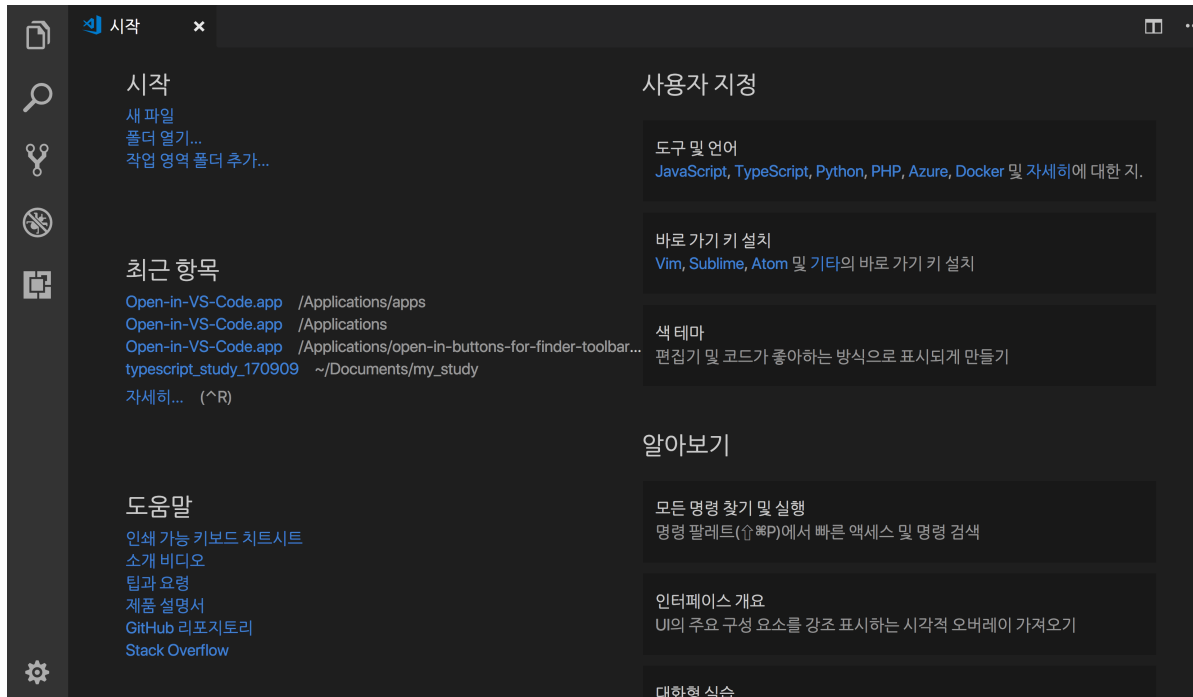 시작
시작
새 파일
폴더 열기...
작업 영역 폴더 추가...
최근 항목
Open-in-VS-Code.app /Applications/apps
Open-in-VS-Code.app /Applications
Open-in-VS-Code.app /Applications/open-in-buttons-for-finder-toolbar...
typescript_study_170909 ~/Documents/my_study
자세히... (^R)
도움말
인쇄 가능 키보드 치트시트
소개 비디오
팁과 요령
제품 설명서
GitHub 리포지토리
Stack Overflow
사용자 지정
도구 및 언어
JavaScript, TypeScript, Python, PHP, Azure, Docker 및 자세히에 대한 지.
바로 가기 키 설치
Vim, Sublime, Atom 및 기타의 바로 가기 키 설치
색 테마
편집기 및 코드가 좋아하는 방식으로 표시되게 만들기
알아보기
모든 명령 찾기 및 실행
명령 팔레트(⇧⌘P)에서 빠른 액세스 및 명령 검색
인터페이스 개요
UI의 주요 구성 요소를 강조 표시하는 시각적 오버레이 가져오기
대화형 실습